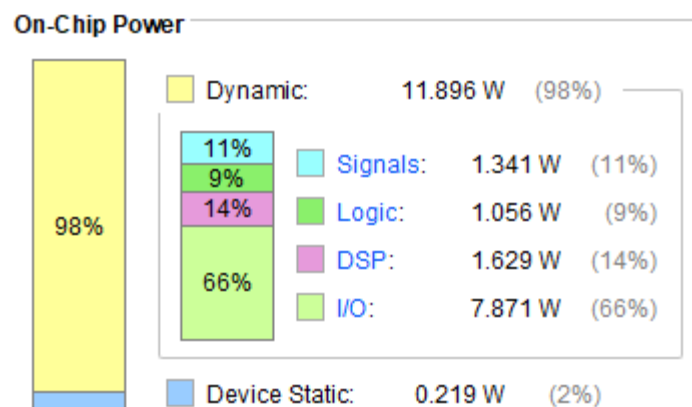 On-Chip Power
98%
Dynamic: 11.896 W (98%)
11%
9%
14%
66%
Signals: 1.341 W (11%)
Logic: 1.056 W (9%)
DSP: 1.629 W (14%)
I/O: 7.871 W (66%)
Device Static: 0.219 W (2%)